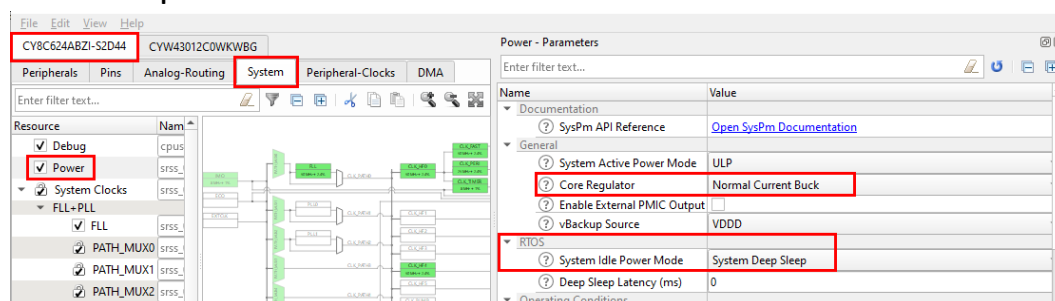 File Edit View Help
CY8C624ABZI-S2D44 CYW43012C0WKWBG
Peripherals Pins Analog-Routing System Peripheral-Clocks DMA
Enter filter text...
Resource Nam
Debug cpus
Power srss_
System Clocks srss_
FLL+PLL
FLL srss_
PATH_MUX0 srss_
PATH_MUX1 srss_
PATH_MUX2 srss_
Power - Parameters
Enter filter text...
Name Value
Documentation
SysPm API Reference Open SysPm Documentation
General
System Active Power Mode ULP
Core Regulator Normal Current Buck
Enable External PMIC Output
vBackup Source VDDD
RTOS
System Idle Power Mode System Deep Sleep
Deep Sleep Latency (ms) 0
Operating Conditions